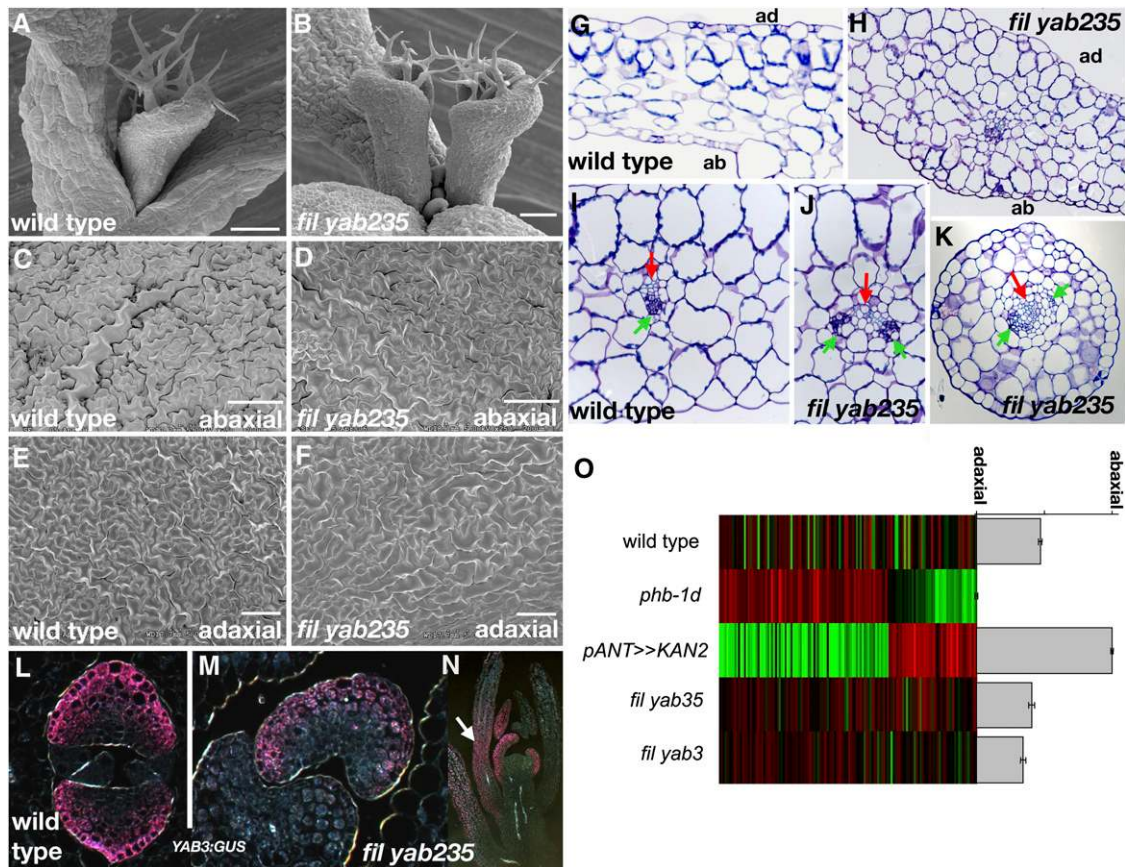 A
wild type
B
fil yab235
C
wild type
abaxial
D
fil yab235
abaxial
E
wild type
adaxial
F
fil yab235
adaxial
G
ad
ab
wild type
H
fil yab235
ad
ab
I
wild type
J
fil yab235
K
fil yab235
L
wild
type
YAB3:GUS
M
fil yab235
N
O
adaxial
abaxial
wild type
phb-1d
pANT>>KAN2
fil yab35
fil yab3